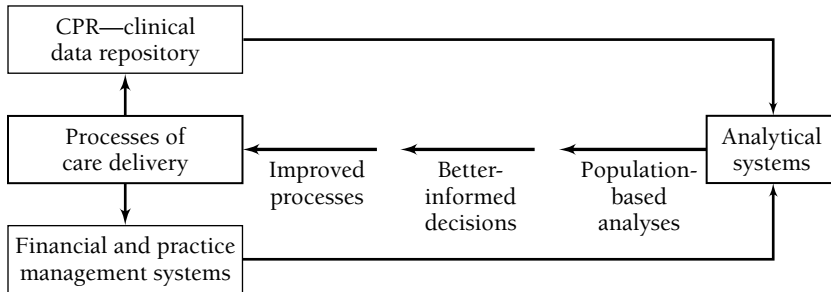 CPR—clinical
data repository
Processes of
care delivery
Improved
processes
Better-
informed
decisions
Population-
based
analyses
Analytical
systems
Financial and practice
management systems